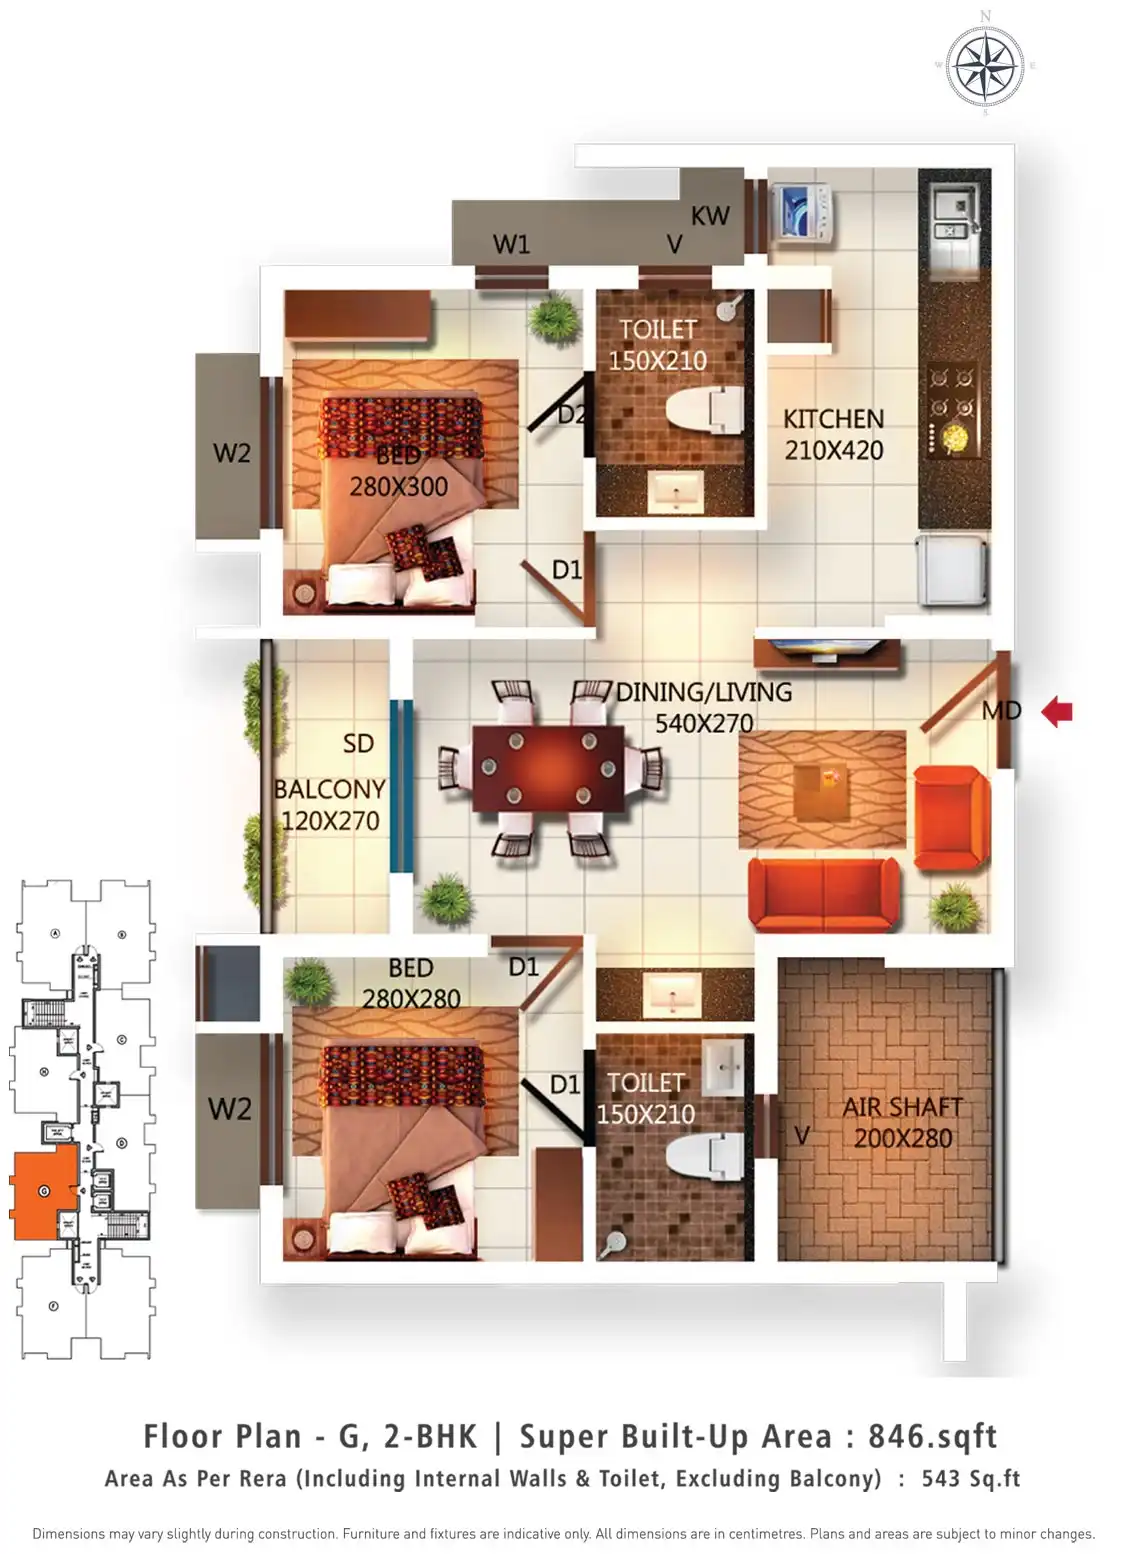 N
W E
S
KW
W1 V
TOILET
150X210
D2
KITCHEN
210X420
W2
BED
280X300
D1
DINING/LIVING
540X270
MD
SD
BALCONY
120X270
BED
280X280
D1
W2
D1
TOILET
150X210
V
AIR SHAFT
200X280
A
B
C
H
D
G
F
Floor Plan - G, 2-BHK | Super Built-Up Area : 846.sqft
Area As Per Rera (Including Internal Walls & Toilet, Excluding Balcony) : 543 Sq.ft
Dimensions may vary slightly during construction. Furniture and fixtures are indicative only. All dimensions are in centimetres. Plans and areas are subject to minor changes.